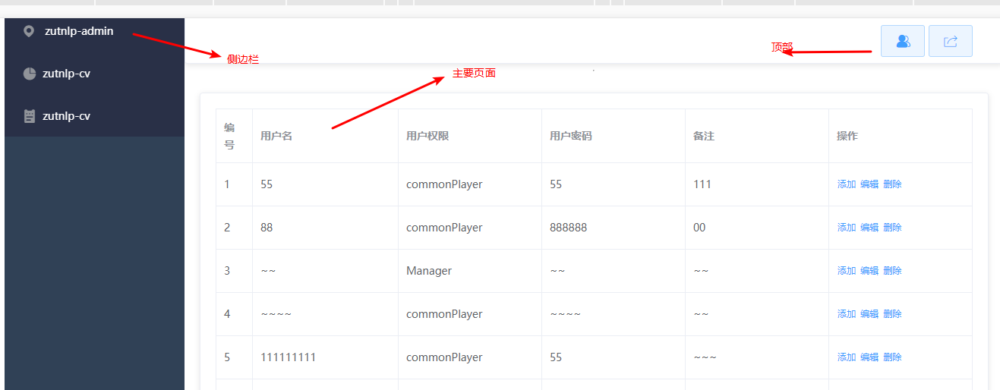 zutnlp-admin
zutnlp-cv
zutnlp-cv
侧边栏
主要页面
顶部
编号 用户名 用户权限 用户密码 备注 操作
1 55 commonPlayer 55 111 添加 编辑 删除
2 88 commonPlayer 888888 00 添加 编辑 删除
3 ~~ Manager ~~ ~~ 添加 编辑 删除
4 ~~~~ commonPlayer ~~~~ ~~ 添加 编辑 删除
5 111111111 commonPlayer 55 ~~~ 添加 编辑 删除